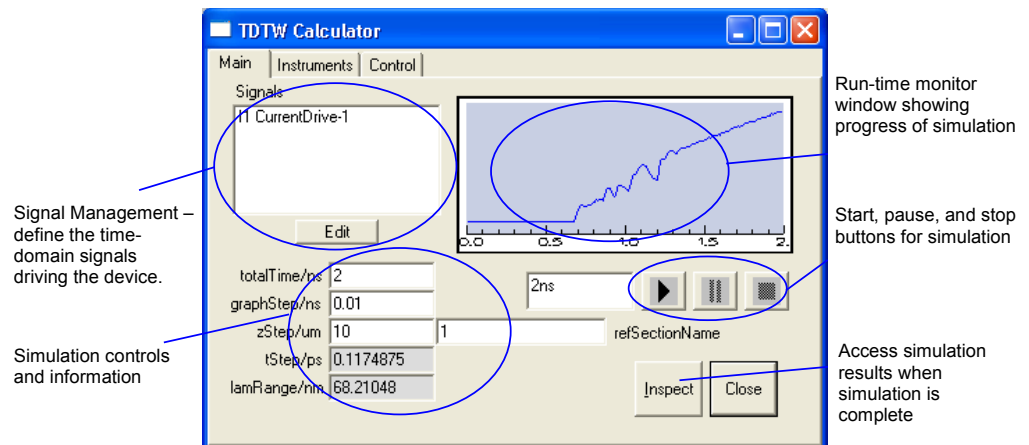 TDTW Calculator
Main Instruments Control
Signals
I1 CurrentDrive-1
Edit
0.0 0.5 1.0 1.5 2.
totalTime/ns 2
graphStep/ns 0.01
zStep/um 10 1 refSectionName
tStep/ps 0.1174875
lamRange/nm 68.21048
2ns
Inspect Close
Signal Management –
define the time-
domain signals
driving the device.
Simulation controls
and information
Run-time monitor
window showing
progress of simulation
Start, pause, and stop
buttons for simulation
Access simulation
results when
simulation is
complete